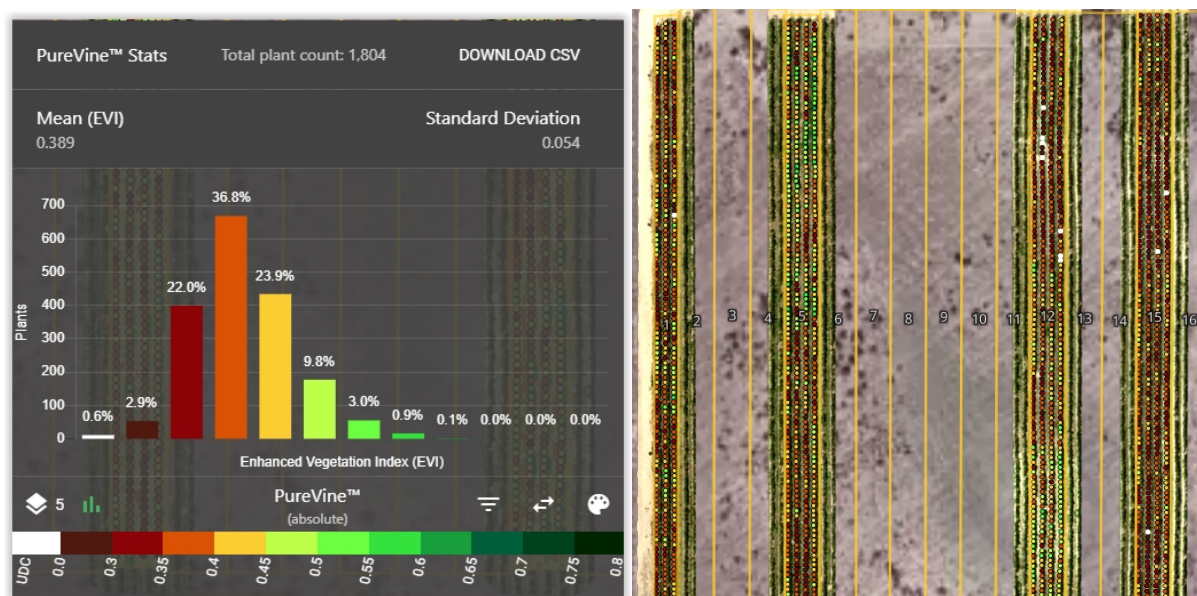 PureVine™ Stats Total plant count: 1,804 DOWNLOAD CSV
Mean (EVI) Standard Deviation
0.389 0.054
Plants
700
600
500
400
300
200
100
0
0.6% 2.9% 22.0% 36.8% 23.9% 9.8% 3.0% 0.9% 0.1% 0.0% 0.0% 0.0%
Enhanced Vegetation Index (EVI)
5 PureVine™
(absolute)
UDC 0.0 0.3 0.35 0.4 0.45 0.5 0.55 0.6 0.65 0.7 0.75 0.8
1 2 3 4 5 6 7 8 9 10 11 12 13 14 15 16